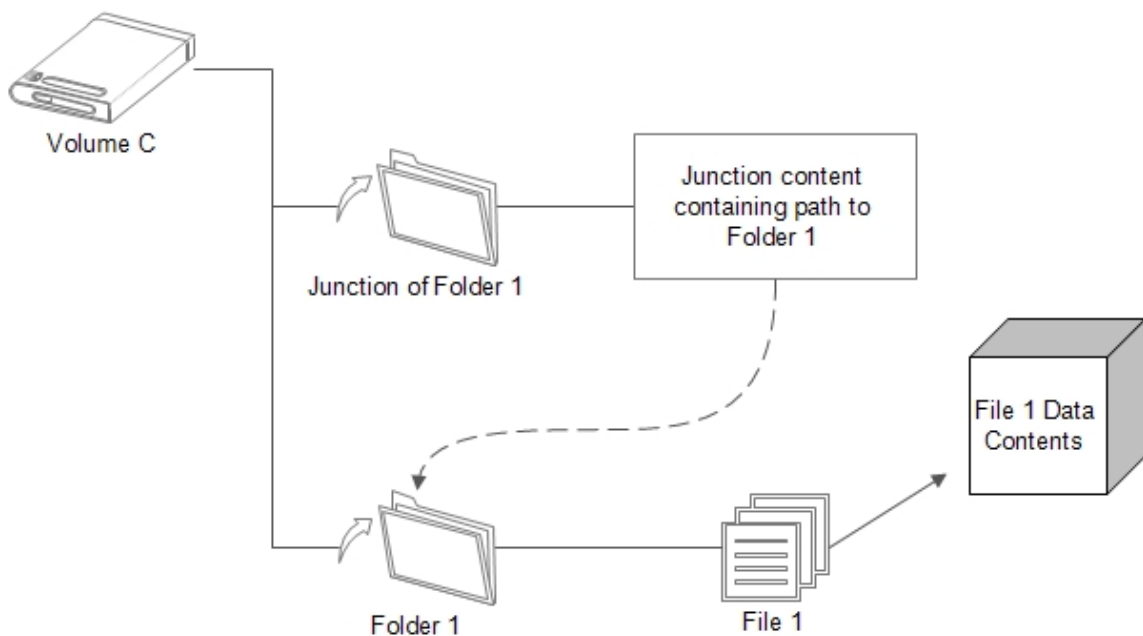 Volume C
Junction content
containing path to
Folder 1
Junction of Folder 1
File 1 Data
Contents
Folder 1
File 1